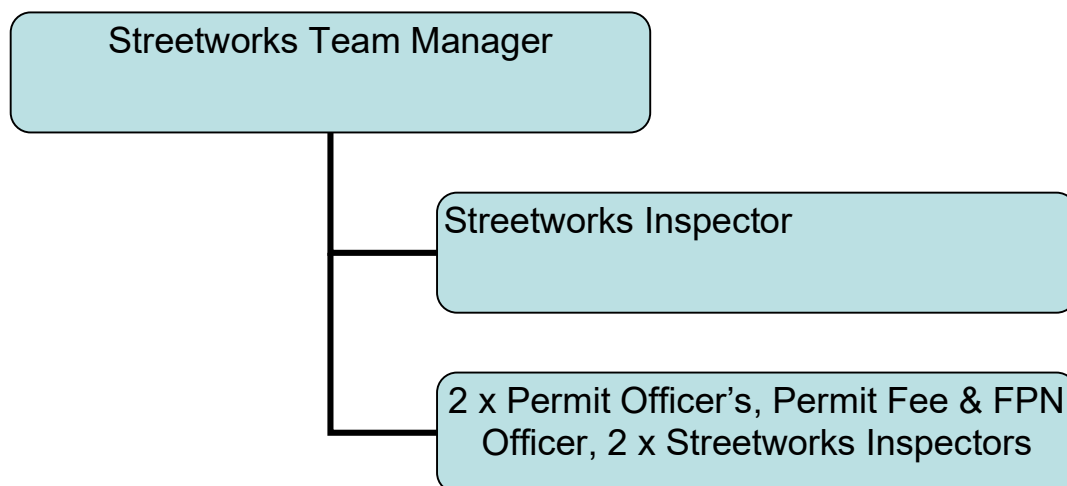 Streetworks Team Manager
Streetworks Inspector
2 x Permit Officer’s, Permit Fee & FPN
Officer, 2 x Streetworks Inspectors